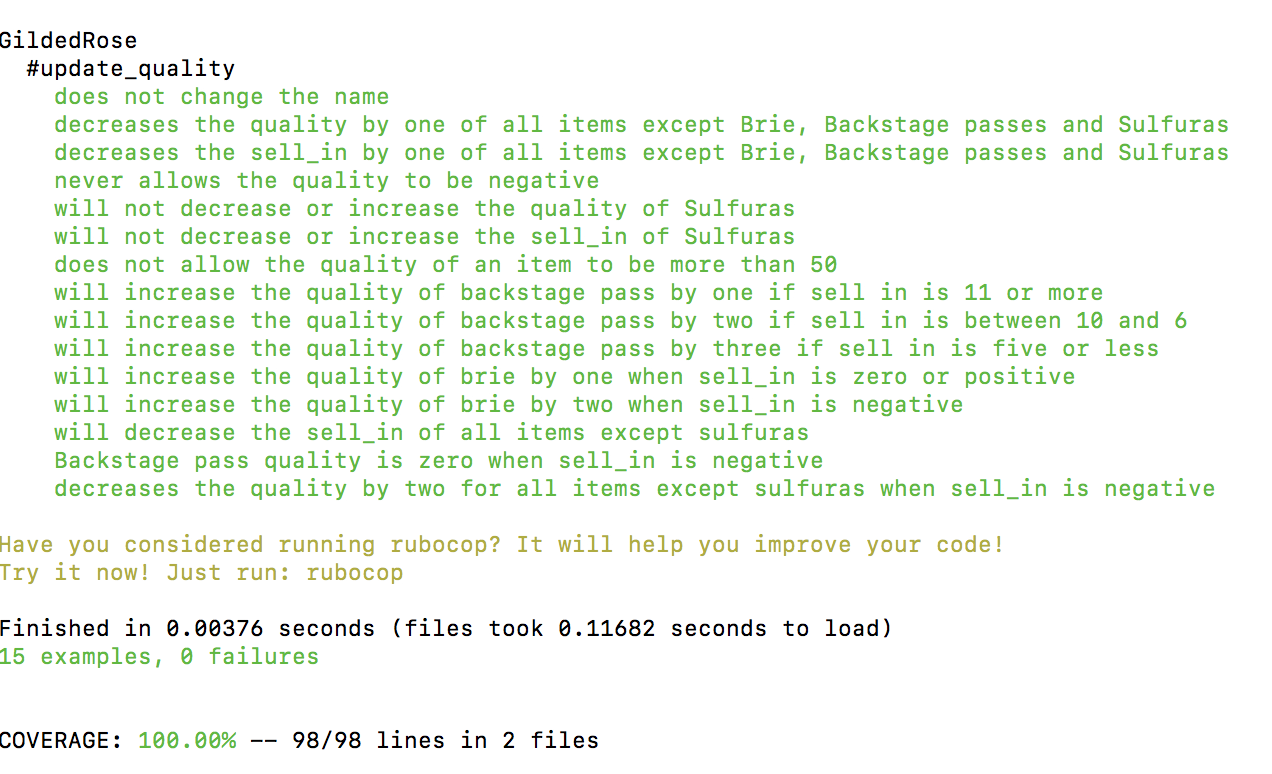 GildedRose
#update_quality
does not change the name
decreases the quality by one of all items except Brie, Backstage passes and Sulfuras
decreases the sell_in by one of all items except Brie, Backstage passes and Sulfuras
never allows the quality to be negative
will not decrease or increase the quality of Sulfuras
will not decrease or increase the sell_in of Sulfuras
does not allow the quality of an item to be more than 50
will increase the quality of backstage pass by one if sell in is 11 or more
will increase the quality of backstage pass by two if sell in is between 10 and 6
will increase the quality of backstage pass by three if sell in is five or less
will increase the quality of brie by one when sell_in is zero or positive
will increase the quality of brie by two when sell_in is negative
will decrease the sell_in of all items except sulfuras
Backstage pass quality is zero when sell_in is negative
decreases the quality by two for all items except sulfuras when sell_in is negative
Have you considered running rubocop? It will help you improve your code!
Try it now! Just run: rubocop
Finished in 0.00376 seconds (files took 0.11682 seconds to load)
15 examples, 0 failures
COVERAGE: 100.00% -- 98/98 lines in 2 files